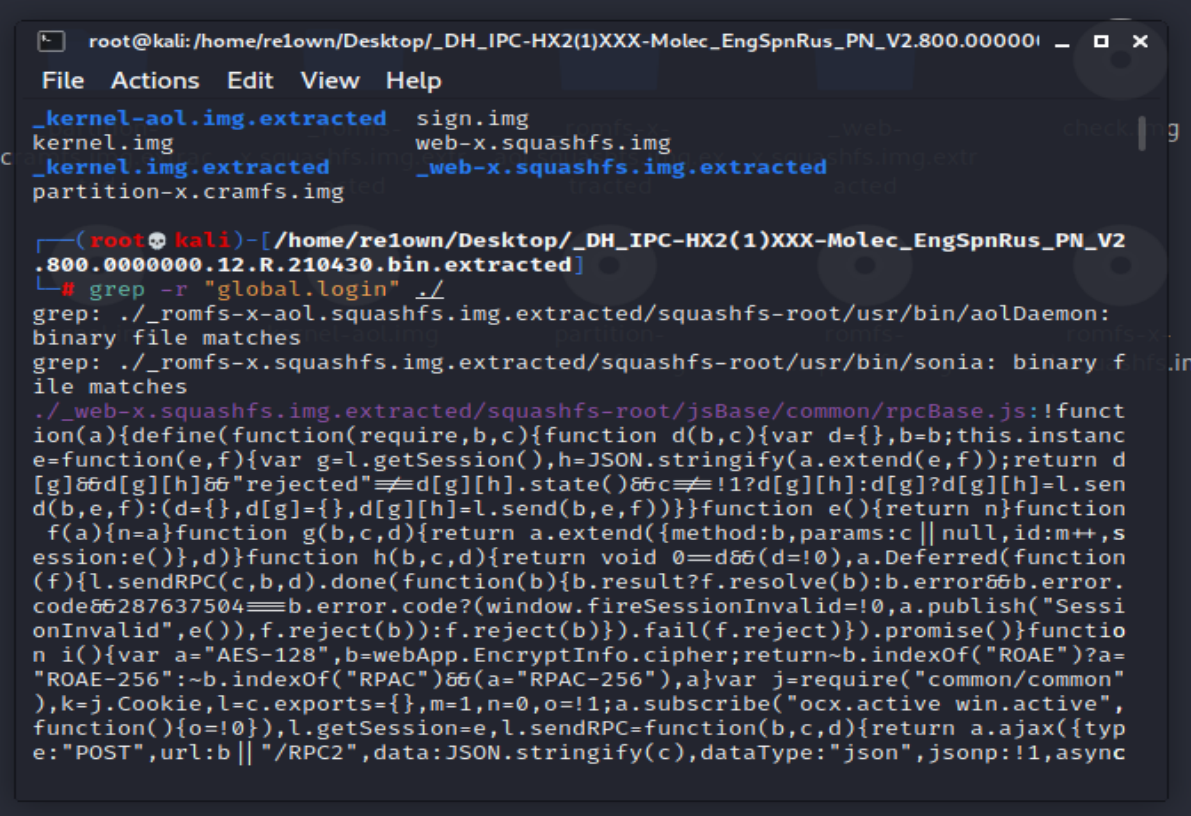 root@kali:/home/re1own/Desktop/_DH_IPC-HX2(1)XXX-Molec_EngSpnRus_PN_V2.800.00000
File Actions Edit View Help
_kernel-aol.img.extracted sign.img
kernel.img web-x.squashfs.img
_kernel.img.extracted _web-x.squashfs.img.extracted
partition-x.cramfs.img
┌──(root💀kali)-[/home/re1own/Desktop/_DH_IPC-HX2(1)XXX-Molec_EngSpnRus_PN_V2
.800.0000000.12.R.210430.bin.extracted]
└─# grep -r "global.login" ./
grep: ./_romfs-x-aol.squashfs.img.extracted/squashfs-root/usr/bin/aolDaemon:
binary file matches
grep: ./_romfs-x.squashfs.img.extracted/squashfs-root/usr/bin/sonia: binary f
ile matches
./_web-x.squashfs.img.extracted/squashfs-root/jsBase/common/rpcBase.js:!funct
ion(a){define(function(require,b,c){function d(b,c){var d={},b=b;this.instanc
e=function(e,f){var g=l.getSession(),h=JSON.stringify(a.extend(e,f));return d
[g]&&d[g][h]&&"rejected"!==d[g][h].state()&&c!==!1?d[g][h]:d[g]?d[g][h]=l.sen
d(b,e,f):(d={},d[g]={},d[g][h]=l.send(b,e,f))}}function e(){return n}function
f(a){n=a}function g(b,c,d){return a.extend({method:b,params:c||null,id:m++,s
ession:e()},d)}function h(b,c,d){return void 0==d&&(d=!0),a.Deferred(function
(f){l.sendRPC(c,b,d).done(function(b){b.result?f.resolve(b):b.error&&b.error.
code&&287637504===b.error.code?(window.fireSessionInvalid=!0,a.publish("Sessi
onInvalid",e()),f.reject(b)):f.reject(b)}).fail(f.reject)}).promise()}functio
n i(){var a="AES-128",b=webApp.EncryptInfo.cipher;return~b.indexOf("ROAE")?a=
"ROAE-256":~b.indexOf("RPAC")&&(a="RPAC-256"),a}var j=require("common/common"
),k=j.Cookie,l=c.exports={},m=1,n=0,o=!1;a.subscribe("ocx.active win.active",
function(){o=!0}),l.getSession=e,l.sendRPC=function(b,c,d){return a.ajax({typ
e:"POST",url:b||"/RPC2",data:JSON.stringify(c),dataType:"json",jsonp:!1,async